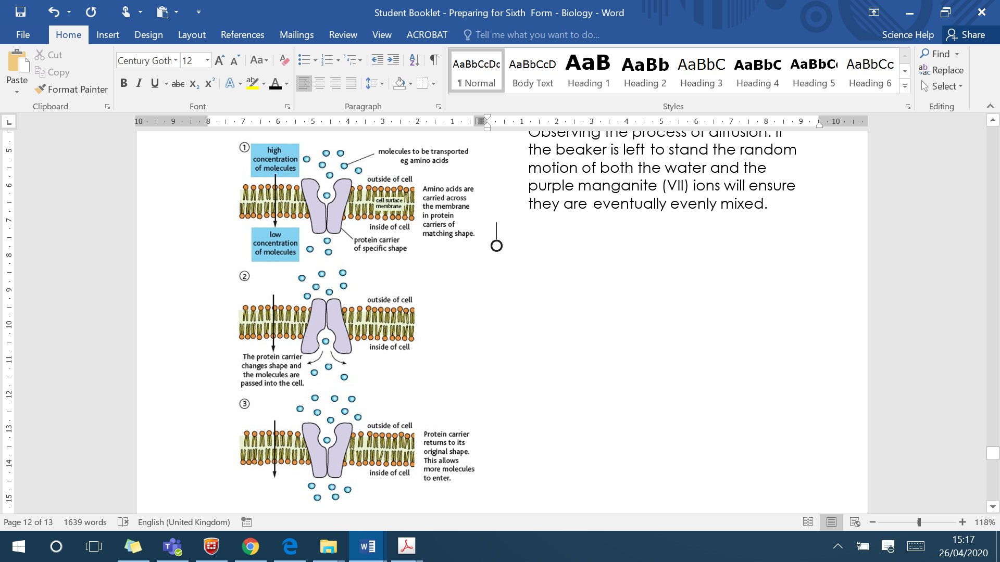 Student Booklet - Preparing for Sixth Form - Biology - Word
File Home Insert Design Layout References Mailings Review View ACROBAT Tell me what you want to do... Science Help Share
Paste
Cut
Copy
Format Painter
Clipboard
Century Goth 12
Font
Paragraph
AaBbCcDc AaBbCcD AaB AaBb AaBbC AaBbC AaBbC AaBbCc
¶ Normal Body Text Heading 1 Heading 2 Heading 3 Heading 4 Heading 5 Heading 6
Styles
Find
Replace
Select
Editing
10 9 8 7 6 5 4 3 2 1 1 2 3 4 5 6 7 8 9 10
5
6
7
8
9
10
11
12
13
14
15
1
high
concentration
of molecules
molecules to be transported
eg amino acids
outside of cell
cell surface
membrane
inside of cell
Amino acids are
carried across
the membrane
in protein
carriers of
matching shape.
low
concentration
of molecules
protein carrier
of specific shape
2
outside of cell
inside of cell
The protein carrier
changes shape and
the molecules are
passed into the cell.
3
outside of cell
inside of cell
Protein carrier
returns to its
original shape.
This allows
more molecules
to enter.
Observing the process of diffusion. If
the beaker is left to stand the random
motion of both the water and the
purple manganite (VII) ions will ensure
they are eventually evenly mixed.
Page 12 of 13 1639 words English (United Kingdom) 118%
15:17
26/04/2020